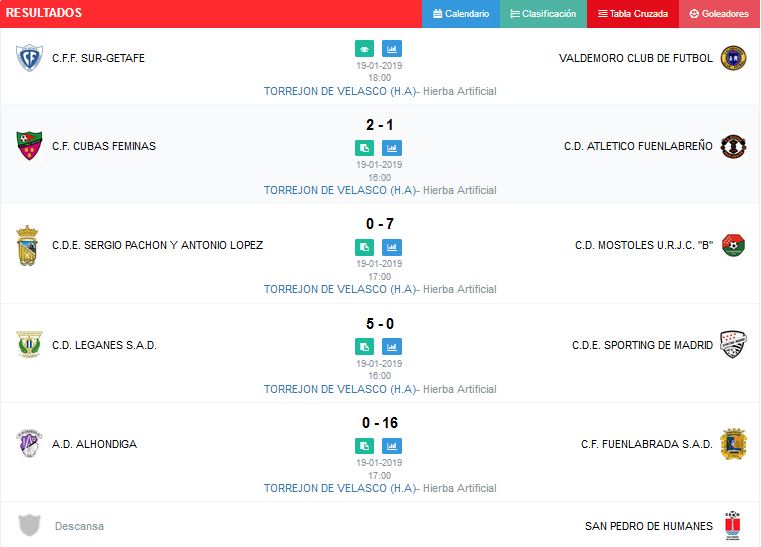 RESULTADOS Calendario Clasificación Tabla Cruzada Goleadores
C.F.F. SUR-GETAFE VALDEMORO CLUB DE FUTBOL
19-01-2019
18:00
TORREJON DE VELASCO (H.A)- Hierba Artificial
2 - 1
C.F. CUBAS FEMINAS C.D. ATLETICO FUENLABREÑO
19-01-2019
16:00
TORREJON DE VELASCO (H.A)- Hierba Artificial
0 - 7
C.D.E. SERGIO PACHON Y ANTONIO LOPEZ C.D. MOSTOLES U.R.J.C. "B"
19-01-2019
17:00
TORREJON DE VELASCO (H.A)- Hierba Artificial
5 - 0
C.D. LEGANES S.A.D. C.D.E. SPORTING DE MADRID
19-01-2019
16:00
TORREJON DE VELASCO (H.A)- Hierba Artificial
0 - 16
A.D. ALHONDIGA C.F. FUENLABRADA S.A.D.
19-01-2019
17:00
TORREJON DE VELASCO (H.A)- Hierba Artificial
Descansa SAN PEDRO DE HUMANES